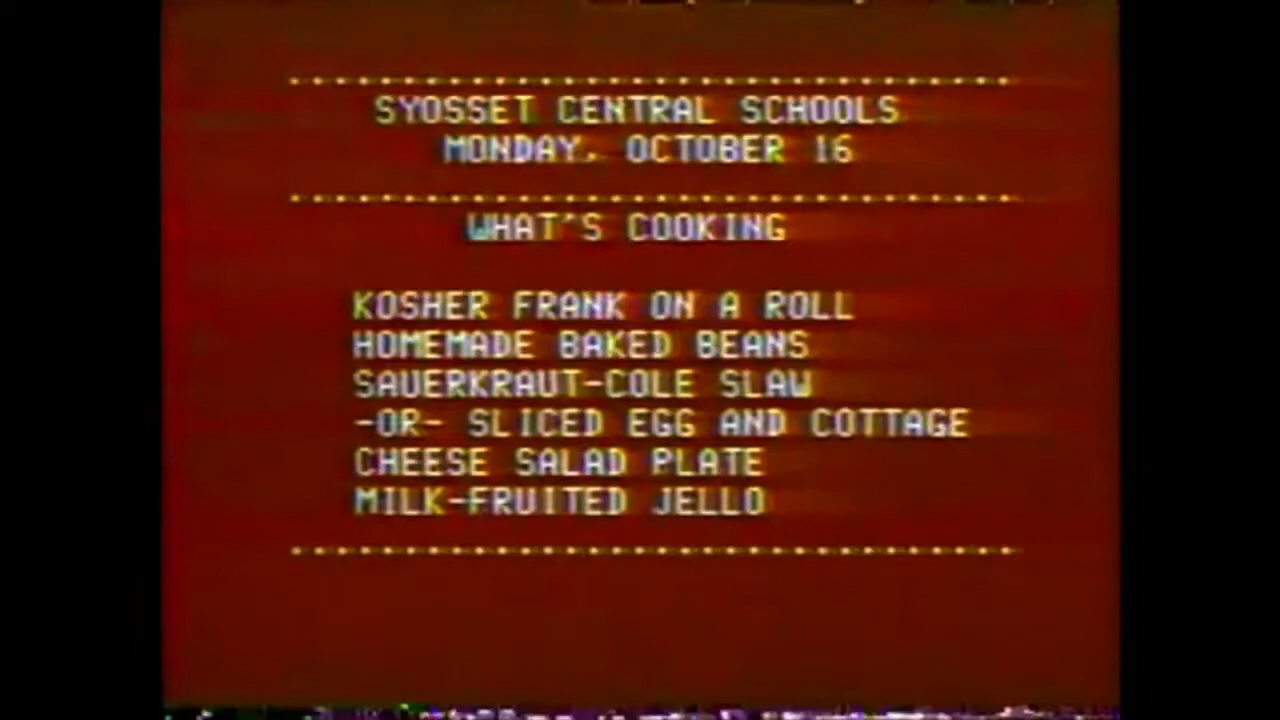 SYOSSET CENTRAL SCHOOLS
MONDAY, OCTOBER 16
WHAT'S COOKING
KOSHER FRANK ON A ROLL
HOMEMADE BAKED BEANS
SAUERKRAUT-COLE SLAW
-OR- SLICED EGG AND COTTAGE
CHEESE SALAD PLATE
MILK-FRUITED JELLO